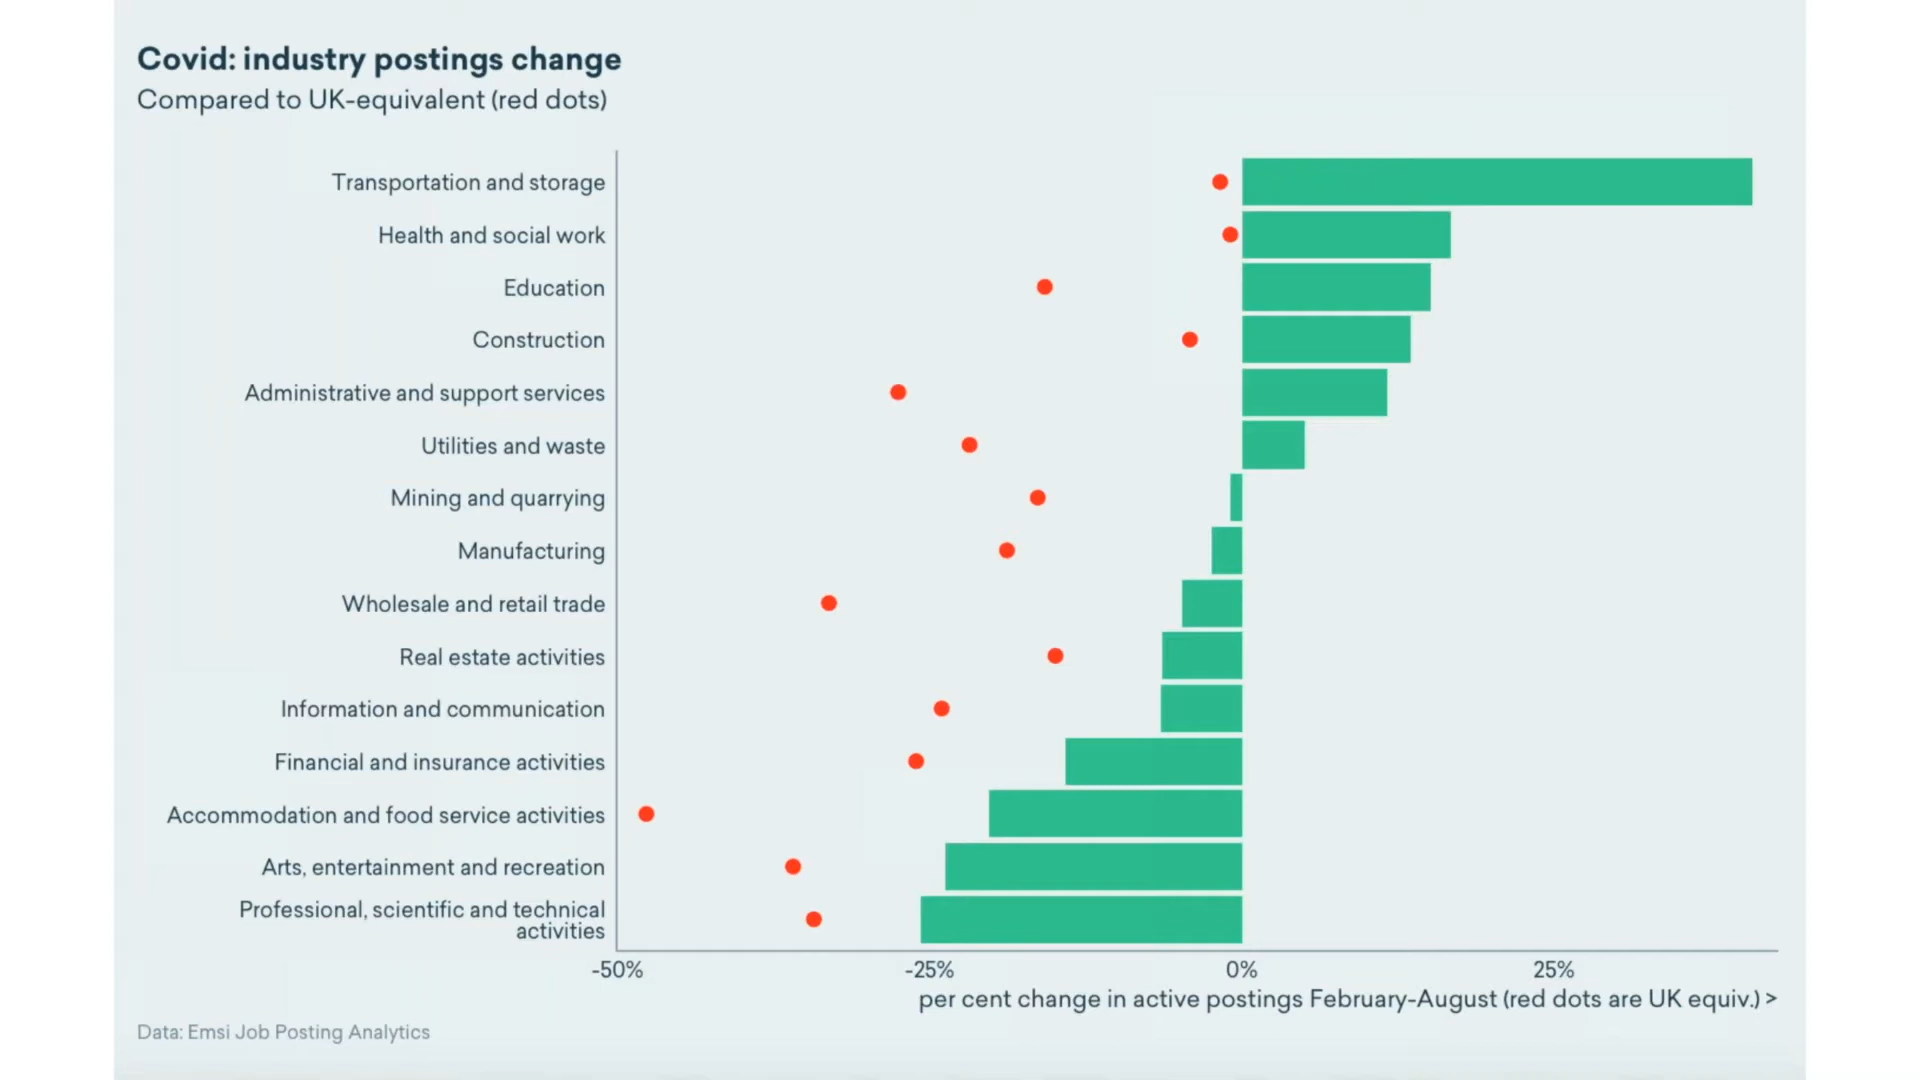 Covid: industry postings change
Compared to UK-equivalent (red dots)
Transportation and storage
Health and social work
Education
Construction
Administrative and support services
Utilities and waste
Mining and quarrying
Manufacturing
Wholesale and retail trade
Real estate activities
Information and communication
Financial and insurance activities
Accommodation and food service activities
Arts, entertainment and recreation
Professional, scientific and technical
activities
-50% -25% 0% 25%
per cent change in active postings February-August (red dots are UK equiv.) >
Data: Emsi Job Posting Analytics